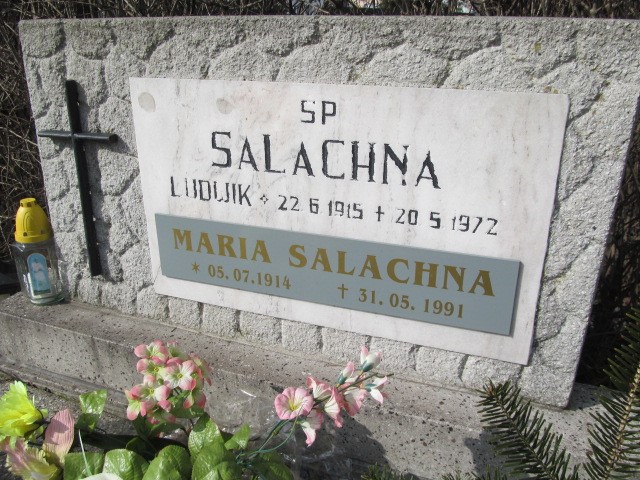 SP
SALACHNA
LUDWIK * 22 6 1915 + 20 5 1972
MARIA SALACHNA
* 05.07.1914 † 31.05.1991